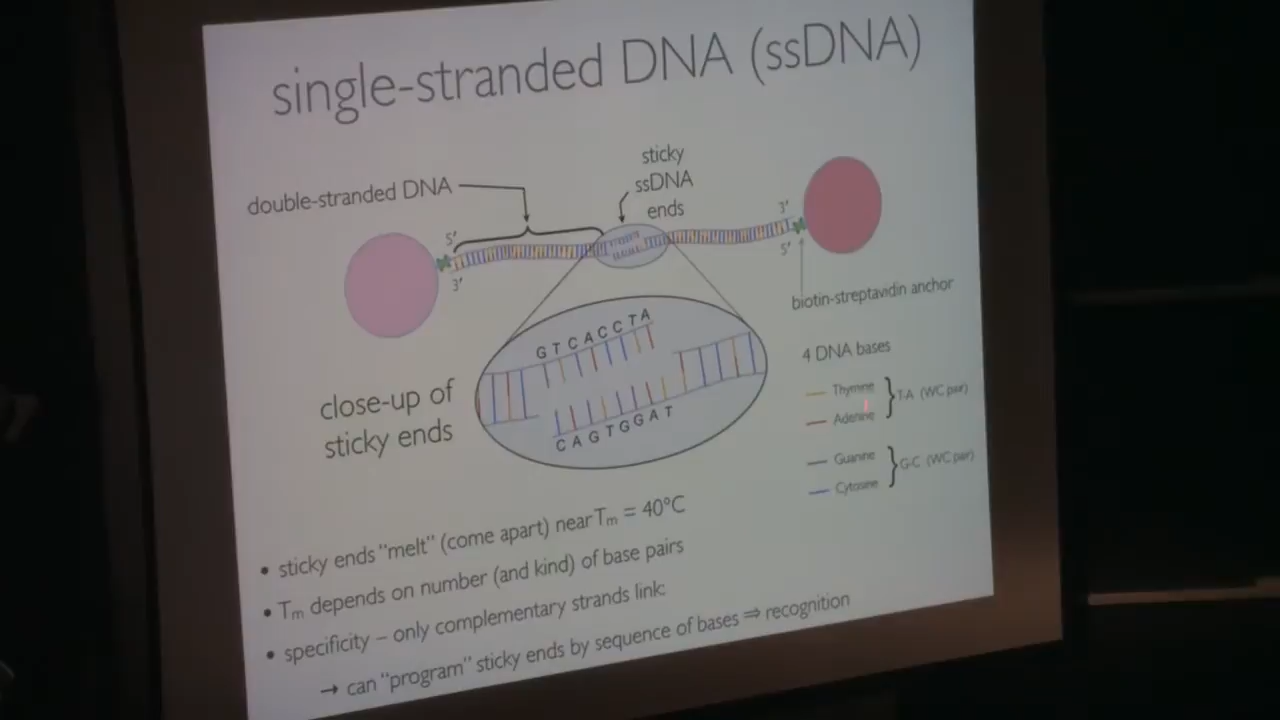 single-stranded DNA (ssDNA)
sticky
ssDNA
ends
double-stranded DNA
5'
3'
3'
5'
biotin-streptavidin anchor
GTCACCTA
CAGTGGAT
close-up of
sticky ends
4 DNA bases
Thymine
Adenine
T-A (WC pair)
Guanine
Cytosine
G-C (WC pair)
• sticky ends "melt" (come apart) near Tm = 40°C
• Tm depends on number (and kind) of base pairs
• specificity – only complementary strands link:
→ can "program" sticky ends by sequence of bases ⇒ recognition